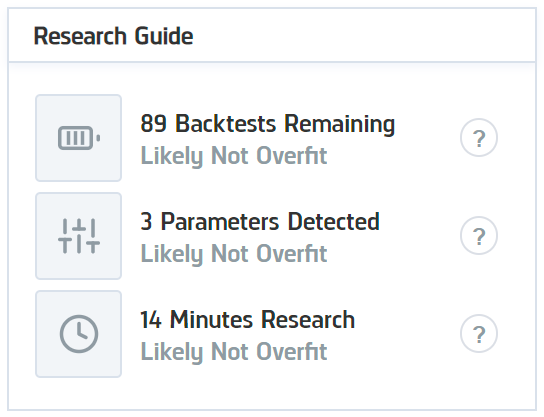 Research Guide
89 Backtests Remaining
Likely Not Overfit
?
3 Parameters Detected
Likely Not Overfit
?
14 Minutes Research
Likely Not Overfit
?